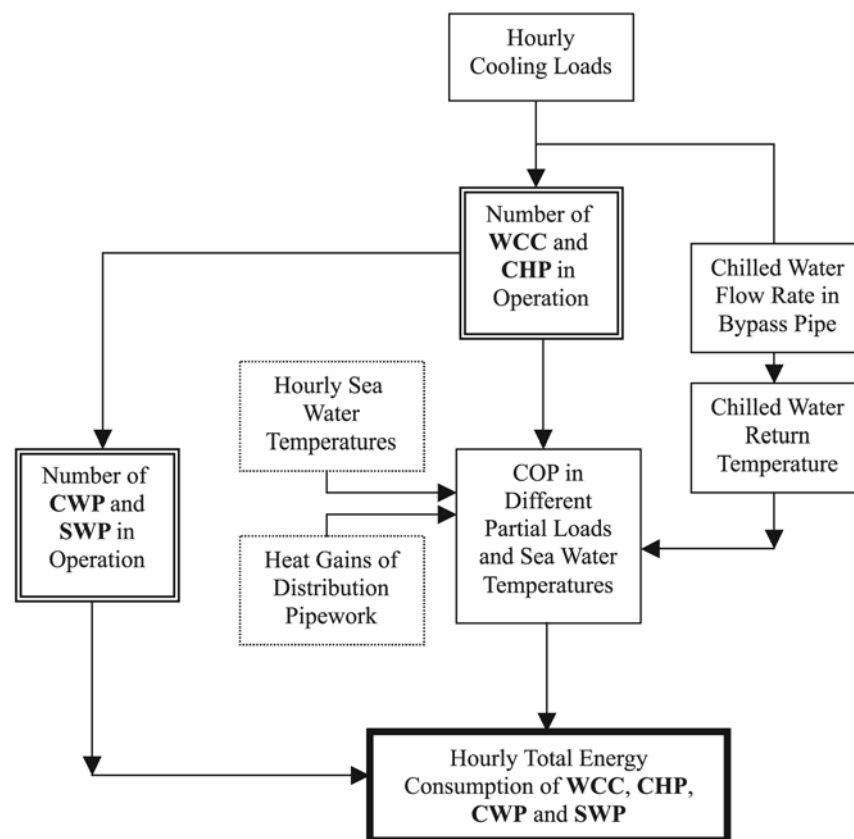 Hourly
Cooling Loads
Number of
WCC and
CHP in
Operation
Chilled Water
Flow Rate in
Bypass Pipe
Hourly Sea
Water
Temperatures
Chilled Water
Return
Temperature
Number of
CWP and
SWP in
Operation
COP in
Different
Partial Loads
and Sea Water
Temperatures
Heat Gains of
Distribution
Pipework
Hourly Total Energy
Consumption of WCC, CHP,
CWP and SWP